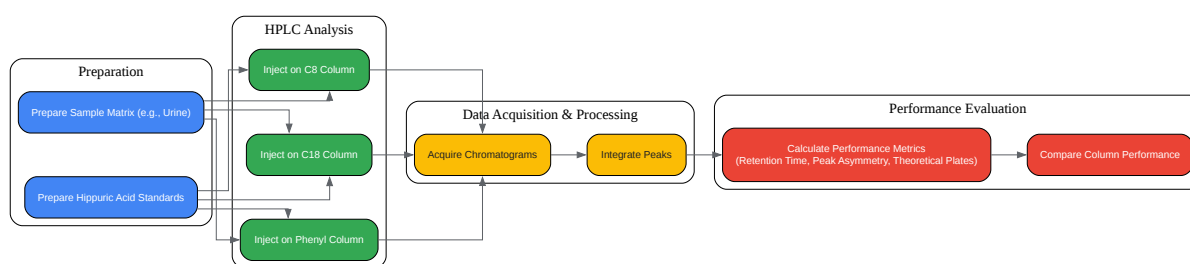 Preparation
Prepare Sample Matrix (e.g., Urine)
Prepare Hippuric Acid Standards
HPLC Analysis
Inject on C8 Column
Inject on C18 Column
Inject on Phenyl Column
Data Acquisition & Processing
Acquire Chromatograms
Integrate Peaks
Performance Evaluation
Calculate Performance Metrics
(Retention Time, Peak Asymmetry, Theoretical Plates)
Compare Column Performance